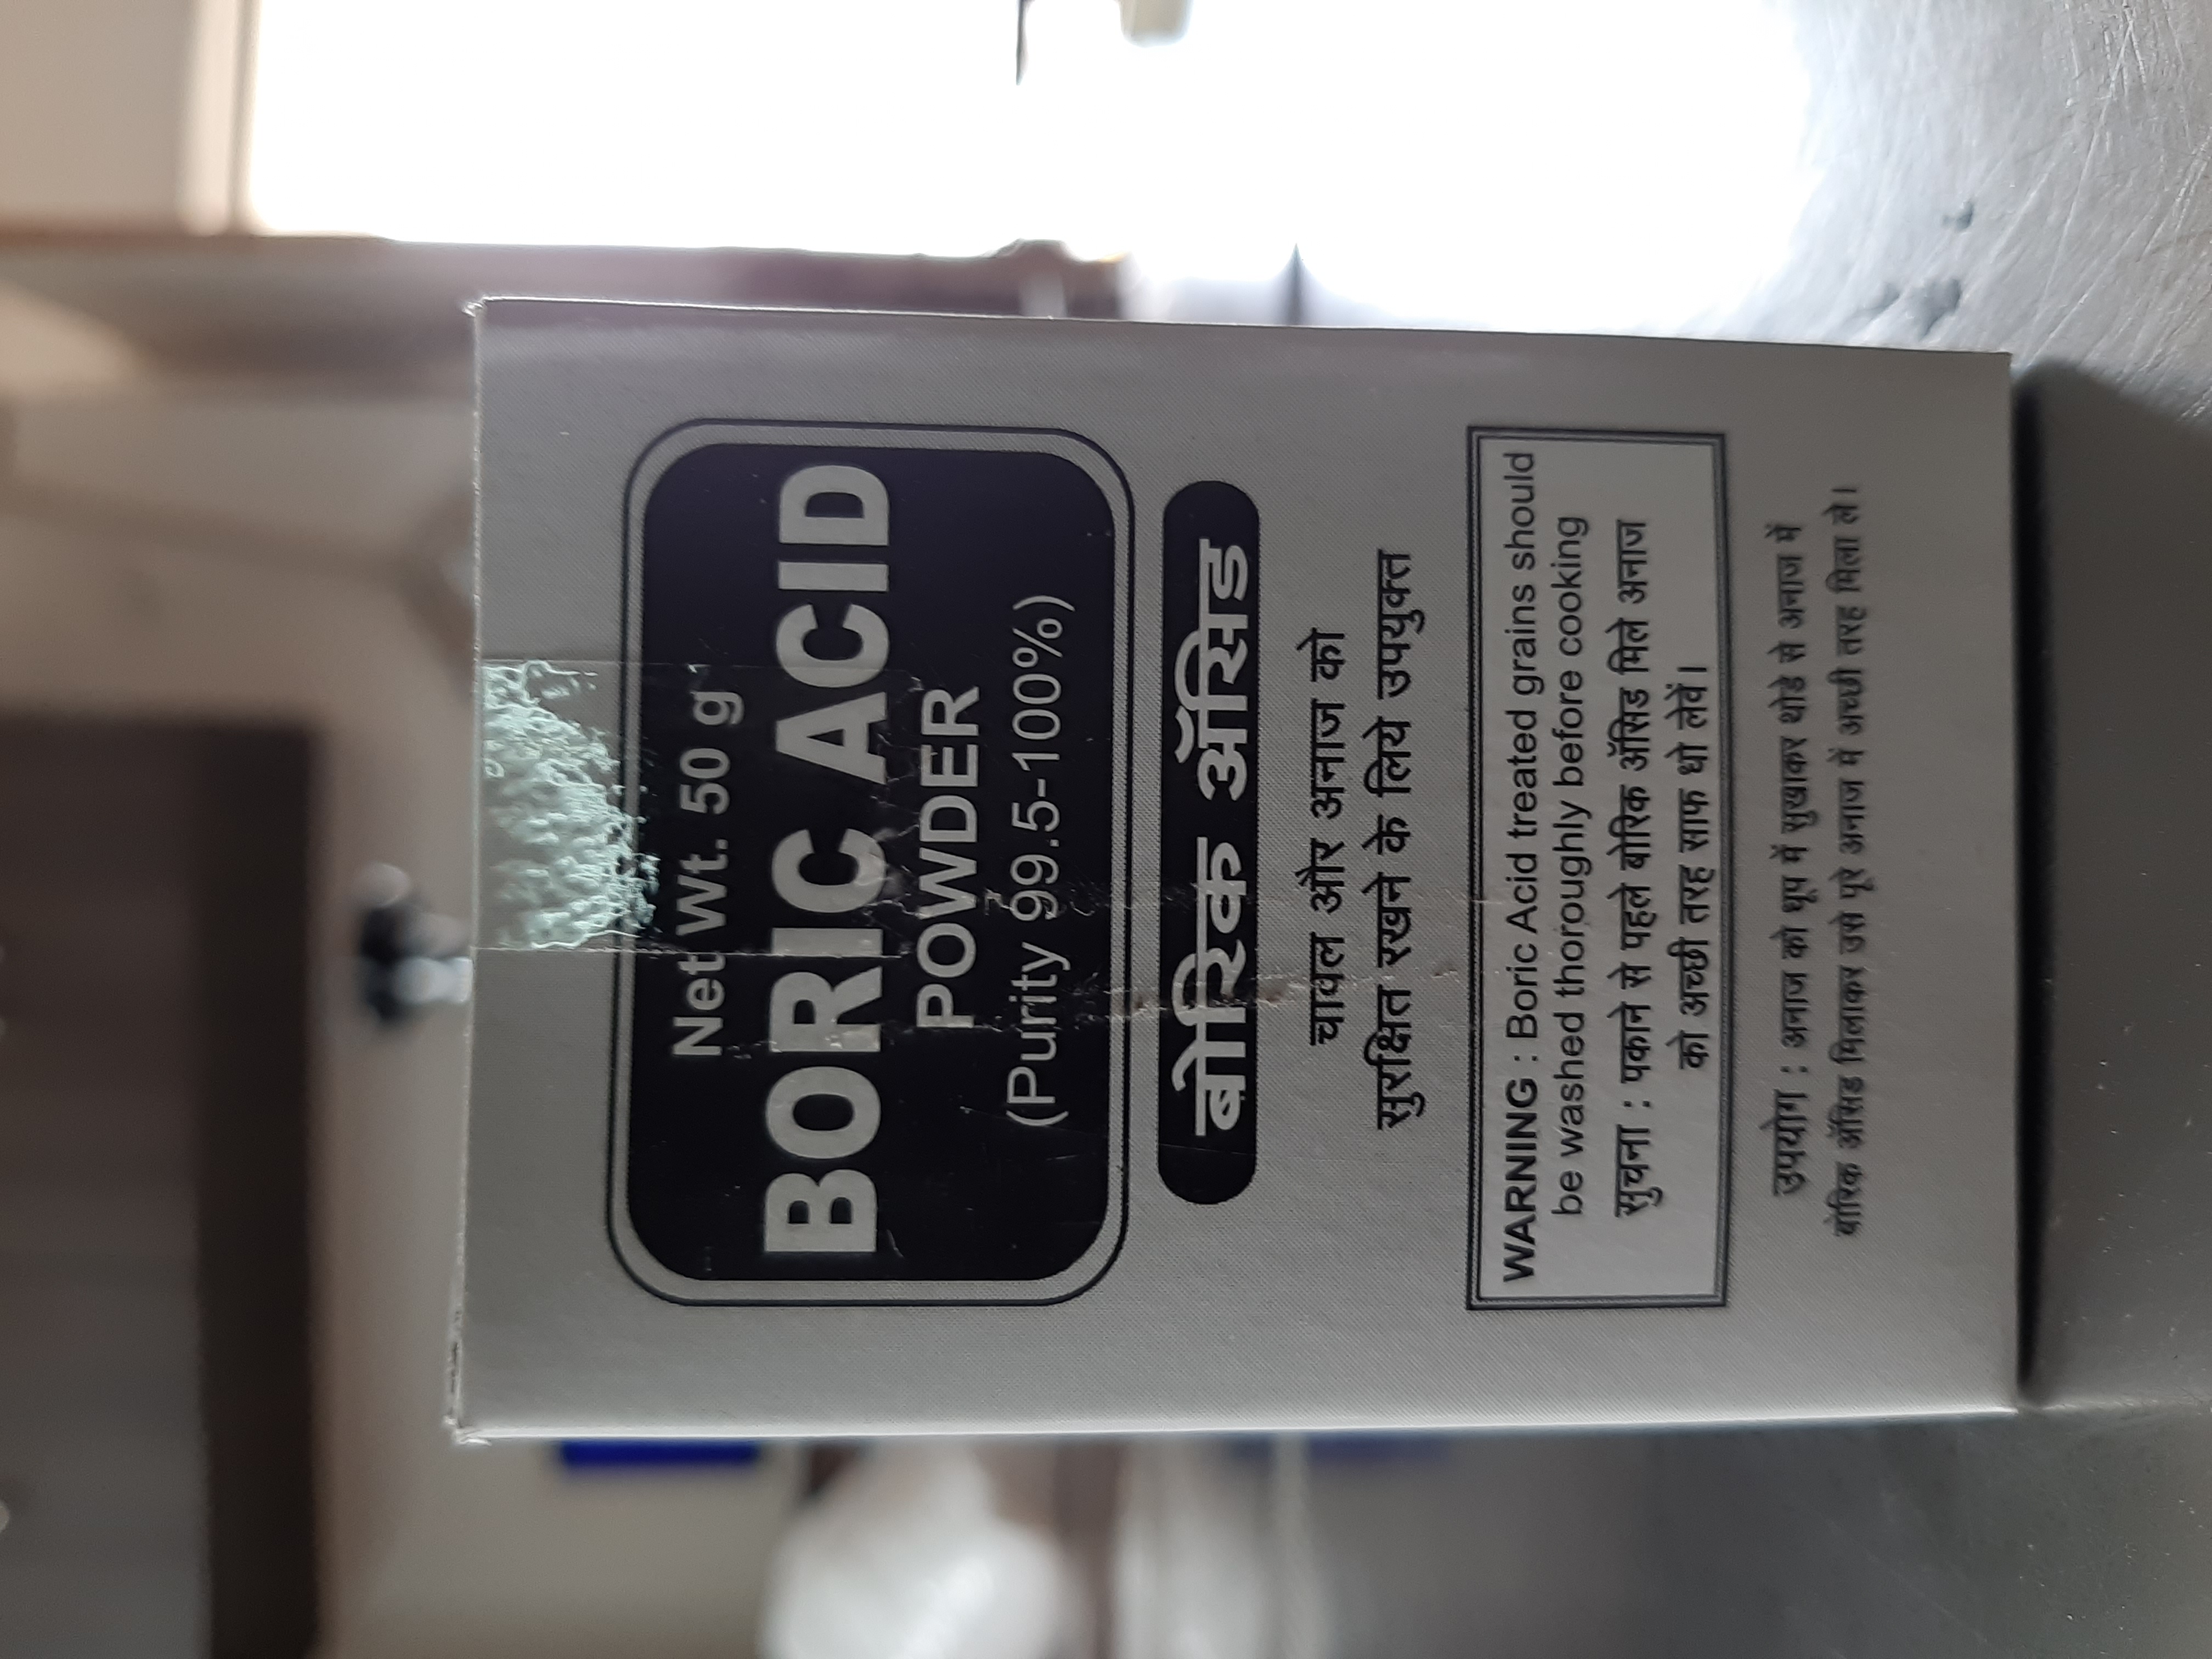 Net Wt. 50 g
BORIC ACID
POWDER
(Purity 99.5-100%)
बोरिक ॲसिड
चावल और अनाज को
सुरक्षित रखने के लिये उपयुक्त
WARNING : Boric Acid treated grains should
be washed thoroughly before cooking
सुचना : पकाने से पहले बोरिक ॲसिड मिले अनाज
को अच्छी तरह साफ धो लेवें।
उपयोग : अनाज को धूप में सुखाकर थोडे से अनाज में
बोरिक ॲसिड मिलाकर उसे पूरे अनाज में अच्छी तरह मिला ले।